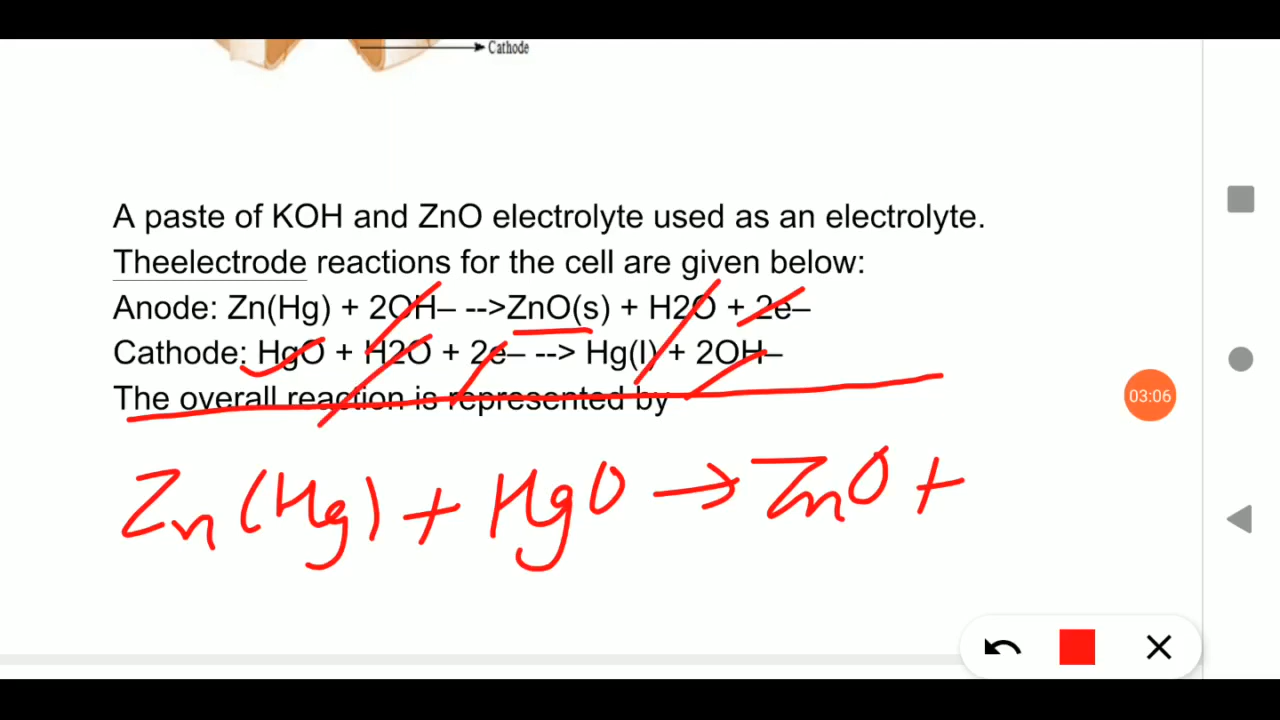 Cathode
A paste of KOH and ZnO electrolyte used as an electrolyte.
Theelectrode reactions for the cell are given below:
Anode: Zn(Hg) + 2OH– -->ZnO(s) + H2O + 2e–
Cathode: HgO + H2O + 2e– --> Hg(l) + 2OH–
The overall reaction is represented by
03:06
Zn (Hg) + HgO → ZnO +